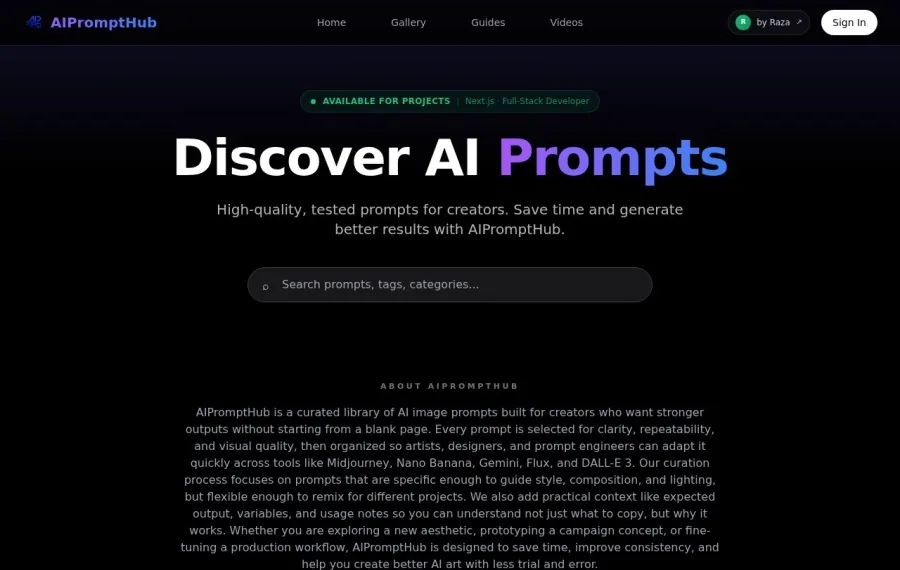 AIPromptHub
Home
Gallery
Guides
Videos
R
by Raza ↗
Sign In
AVAILABLE FOR PROJECTS | Next.js · Full-Stack Developer
Discover AI Prompts
High-quality, tested prompts for creators. Save time and generate
better results with AIPromptHub.
Search prompts, tags, categories...
ABOUT AIPROMPTHUB
AIPromptHub is a curated library of AI image prompts built for creators who want stronger
outputs without starting from a blank page. Every prompt is selected for clarity, repeatability,
and visual quality, then organized so artists, designers, and prompt engineers can adapt it
quickly across tools like Midjourney, Nano Banana, Gemini, Flux, and DALL-E 3. Our curation
process focuses on prompts that are specific enough to guide style, composition, and lighting,
but flexible enough to remix for different projects. We also add practical context like expected
output, variables, and usage notes so you can understand not just what to copy, but why it
works. Whether you are exploring a new aesthetic, prototyping a campaign concept, or fine-
tuning a production workflow, AIPromptHub is designed to save time, improve consistency, and
help you create better AI art with less trial and error.